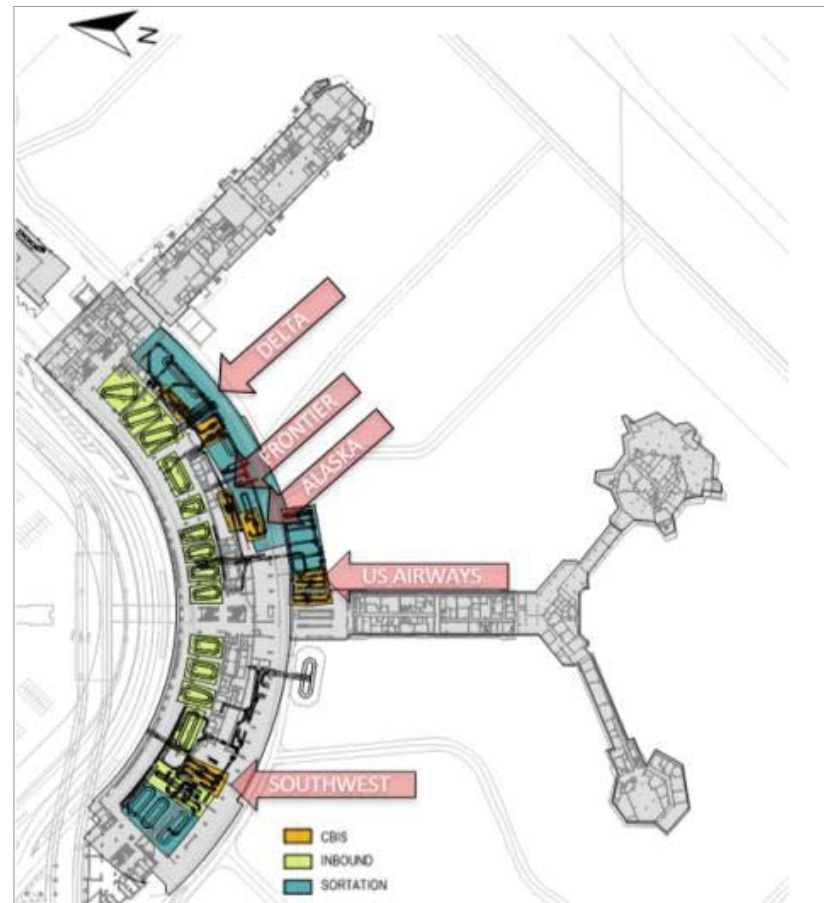 N
DELTA
FRONTIER
ALASKA
US AIRWAYS
SOUTHWEST
CBIS
INBOUND
SORTATION